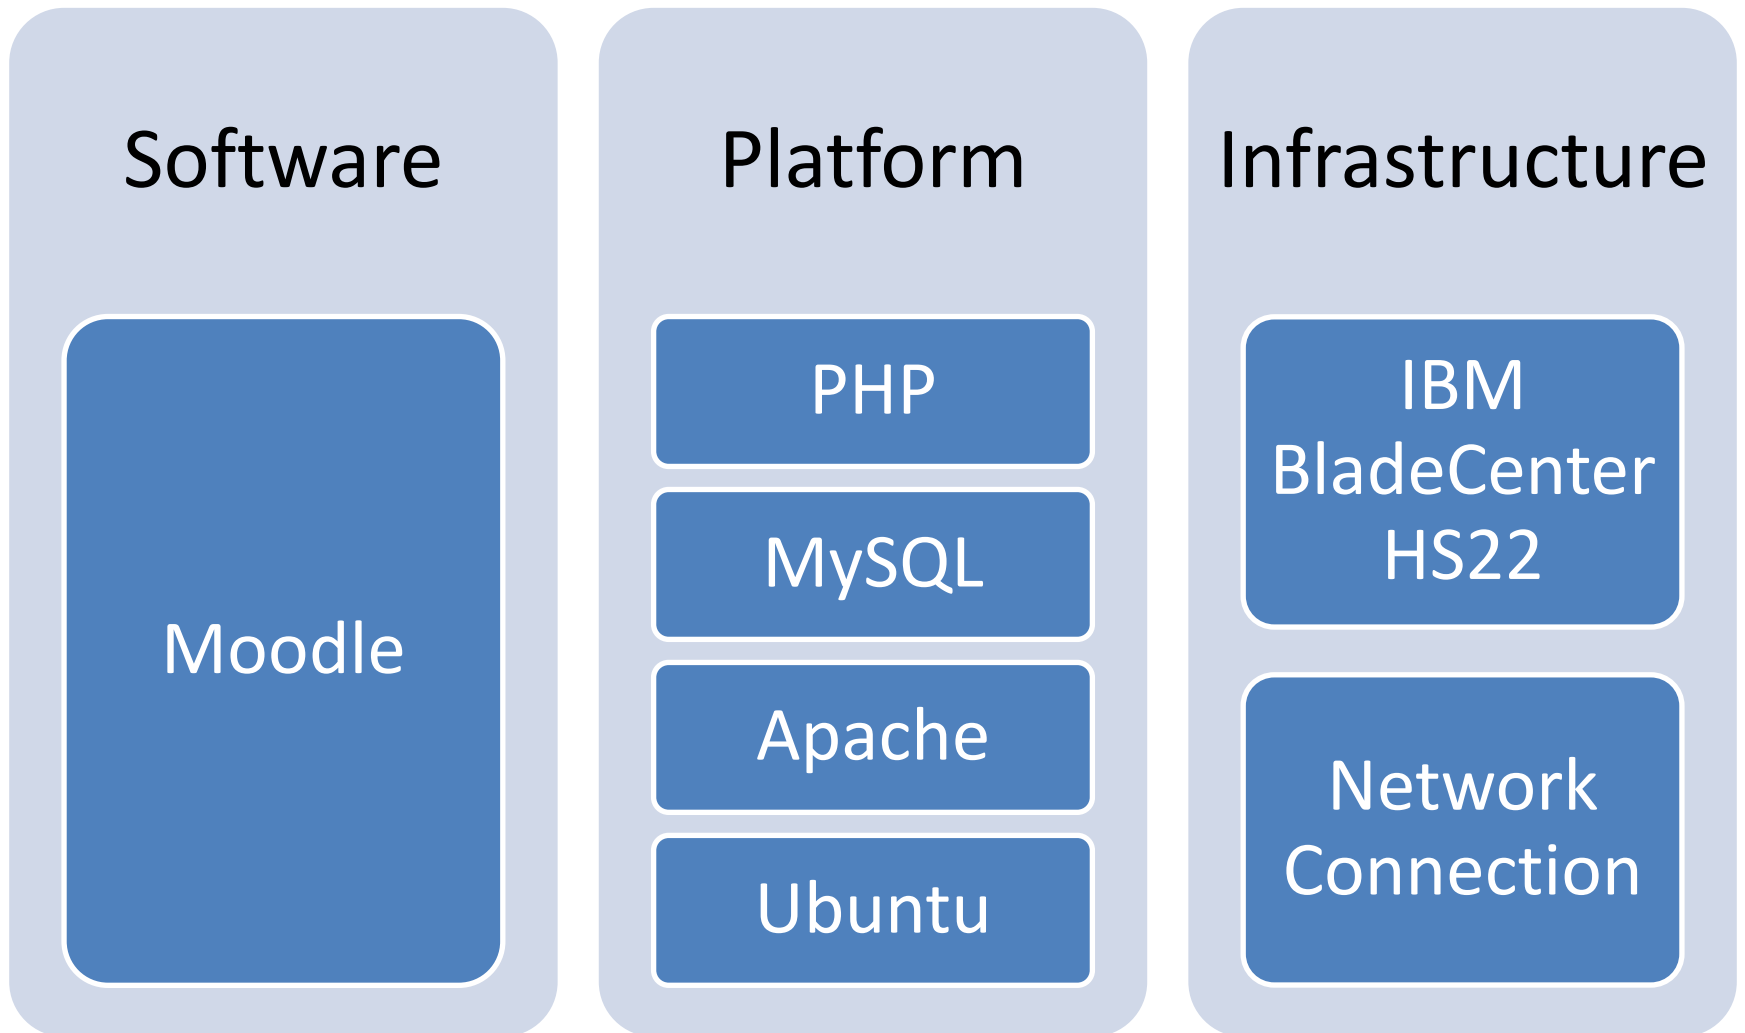 Software
Moodle
Platform
PHP
MySQL
Apache
Ubuntu
Infrastructure
IBM
BladeCenter
HS22
Network
Connection